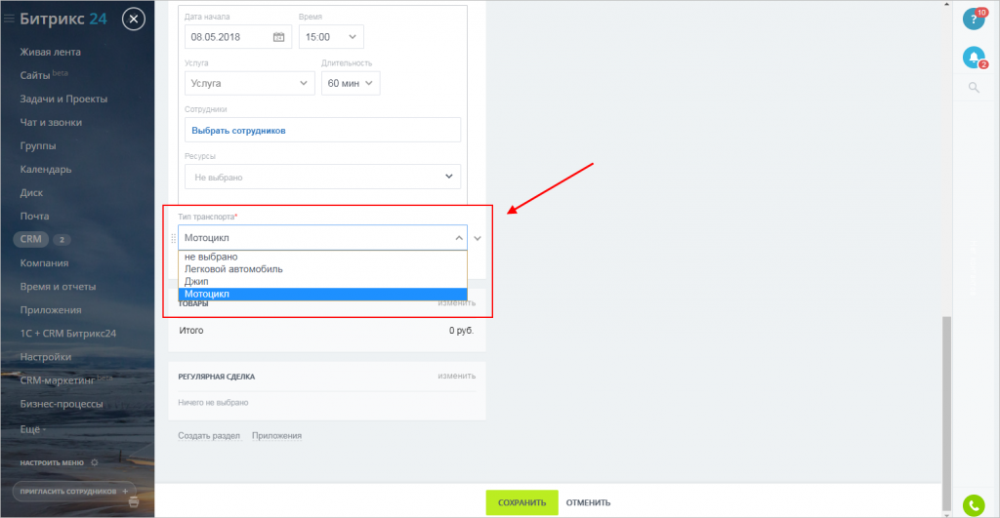 Битрикс 24
Живая лента
Сайты beta
Задачи и Проекты
Чат и звонки
Группы
Календарь
Диск
Почта
CRM 2
Компания
Время и отчеты
Приложения
1С + CRM Битрикс24
Настройки
CRM-маркетинг beta
Бизнес-процессы
Ещё -
НАСТРОИТЬ МЕНЮ
ПРИГЛАСИТЬ СОТРУДНИКОВ +
Дата начала Время
08.05.2018 15:00
Услуга Длительность
Услуга 60 мин
Сотрудники
Выбрать сотрудников
Ресурсы
Не выбрано
Тип транспорта*
Мотоцикл
не выбрано
Легковой автомобиль
Джип
Мотоцикл
ТОВАРЫ изменить
Итого 0 руб.
РЕГУЛЯРНАЯ СДЕЛКА изменить
Ничего не выбрано
Создать раздел Приложения
СОХРАНИТЬ ОТМЕНИТЬ
? 10
2